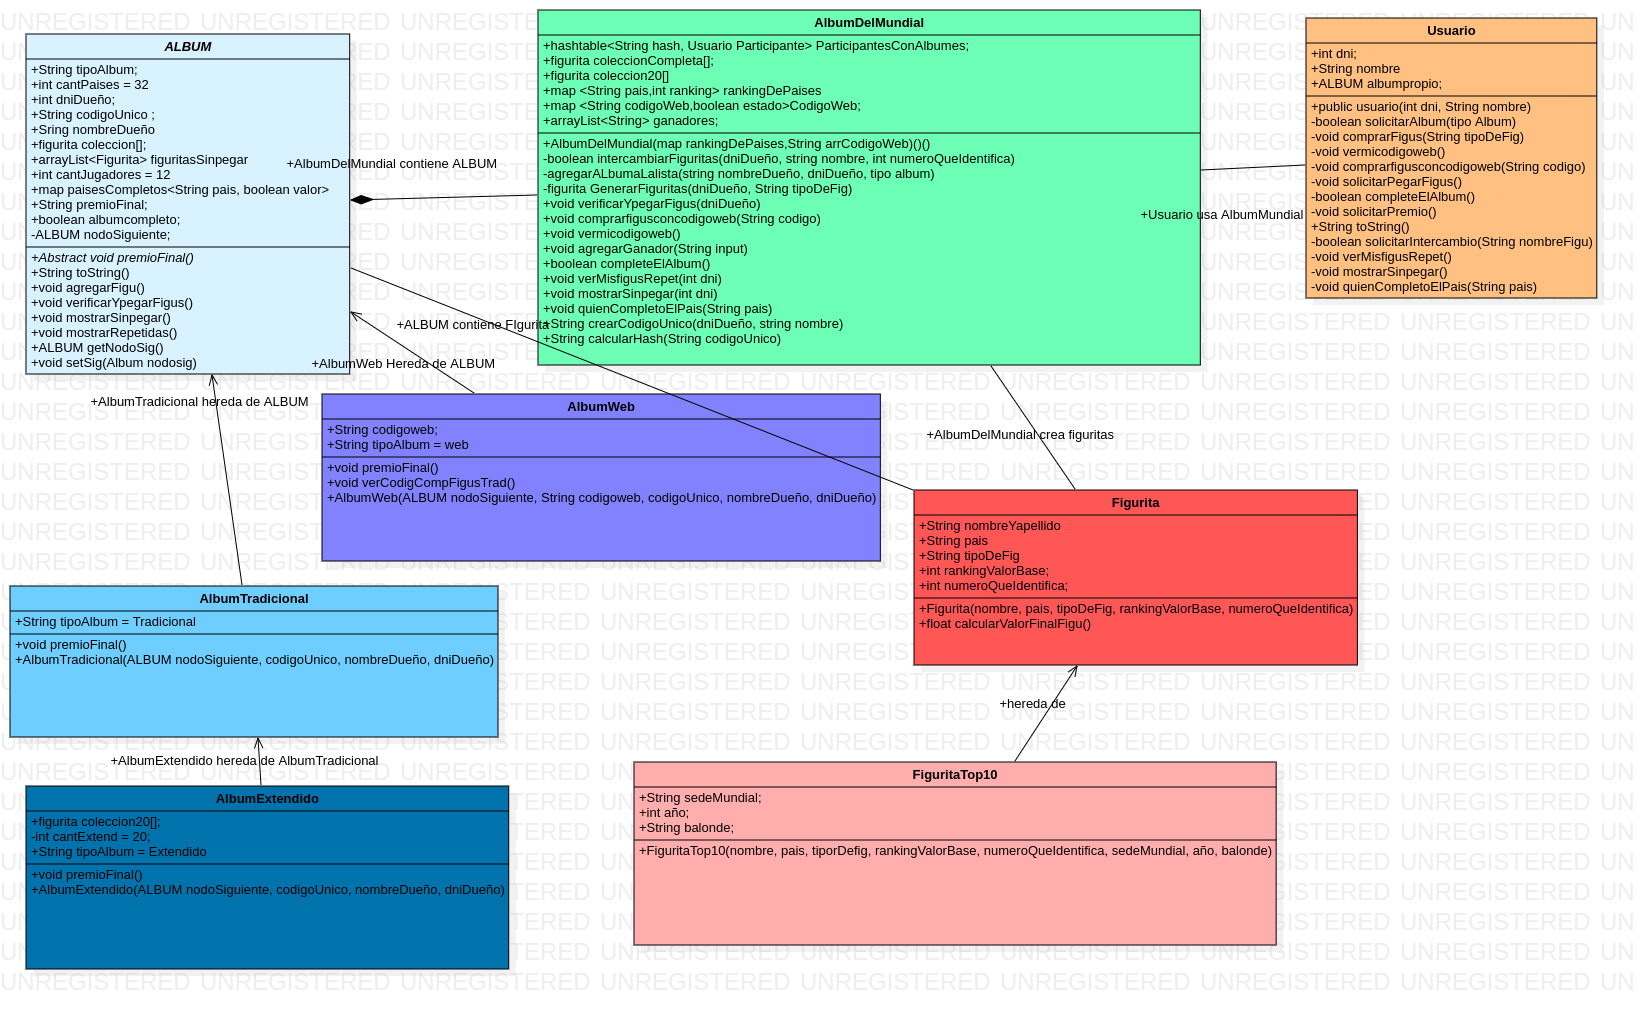 ALBUM
+String tipoAlbum;
+int cantPaises = 32
+int dniDueño;
+String codigoUnico ;
+Sring nombreDueño
+figurita coleccion[];
+arrayList<Figurita> figuritasSinpegar
+int cantJugadores = 12
+map paisesCompletos<String pais, boolean valor>
+String premioFinal;
+boolean albumcompleto;
-ALBUM nodoSiguiente;
+Abstract void premioFinal()
+String toString()
+void agregarFigu()
+void verificarYpegarFigus()
+void mostrarSinpegar()
+void mostrarRepetidas()
+ALBUM getNodoSig()
+void setSig(Album nodosig)
+AlbumDelMundial contiene ALBUM
AlbumDelMundial
+hashtable<String hash, Usuario Participante> ParticipantesConAlbumes;
+figurita coleccionCompleta[];
+figurita coleccion20[]
+map <String pais,int ranking> rankingDePaises
+map <String codigoWeb,boolean estado>CodigoWeb;
+arrayList<String> ganadores;
+AlbumDelMundial(map rankingDePaises,String arrCodigoWeb)()()
-boolean intercambiarFiguritas(dniDueño, string nombre, int numeroQueIdentifica)
-agregarALbumaLalista(string nombreDueño, dniDueño, tipo album)
-figurita GenerarFiguritas(dniDueño, String tipoDeFig)
+void verificarYpegarFigus(dniDueño)
+void comprarfigusconcodigoweb(String codigo)
+void vermicodigoweb()
+void agregarGanador(String input)
+boolean completeElAlbum()
+void verMisfigusRepet(int dni)
+void mostrarSinpegar(int dni)
+void quienCompletoElPais(String pais)
+String crearCodigoUnico(dniDueño, string nombre)
+String calcularHash(String codigoUnico)
+Usuario usa AlbumMundial
Usuario
+int dni;
+String nombre
+ALBUM albumpropio;
+public usuario(int dni, String nombre)
-boolean solicitarAlbum(tipo Album)
-void comprarFigus(String tipoDeFig)
-void vermicodigoweb()
-void comprarfigusconcodigoweb(String codigo)
-void solicitarPegarFigus()
-boolean completeElAlbum()
-void solicitarPremio()
+String toString()
-boolean solicitarIntercambio(String nombreFigu)
-void verMisfigusRepet()
-void mostrarSinpegar()
-void quienCompletoElPais(String pais)
+ALBUM contiene FIgurita
+AlbumWeb Hereda de ALBUM
+AlbumTradicional hereda de ALBUM
AlbumWeb
+String codigoweb;
+String tipoAlbum = web
+void premioFinal()
+void verCodigCompFigusTrad()
+AlbumWeb(ALBUM nodoSiguiente, String codigoweb, codigoUnico, nombreDueño, dniDueño)
+AlbumDelMundial crea figuritas
Figurita
+String nombreYapellido
+String pais
+String tipoDeFig
+int rankingValorBase;
+int numeroQueIdentifica;
+Figurita(nombre, pais, tipoDeFig, rankingValorBase, numeroQueIdentifica)
+float calcularValorFinalFigu()
AlbumTradicional
+String tipoAlbum = Tradicional
+void premioFinal()
+AlbumTradicional(ALBUM nodoSiguiente, codigoUnico, nombreDueño, dniDueño)
+hereda de
+AlbumExtendido hereda de AlbumTradicional
AlbumExtendido
+figurita coleccion20[];
-int cantExtend = 20;
+String tipoAlbum = Extendido
+void premioFinal()
+AlbumExtendido(ALBUM nodoSiguiente, codigoUnico, nombreDueño, dniDueño)
FiguritaTop10
+String sedeMundial;
+int año;
+String balonde;
+FiguritaTop10(nombre, pais, tiporDefig, rankingValorBase, numeroQueIdentifica, sedeMundial, año, balonde)
UNREGISTERED